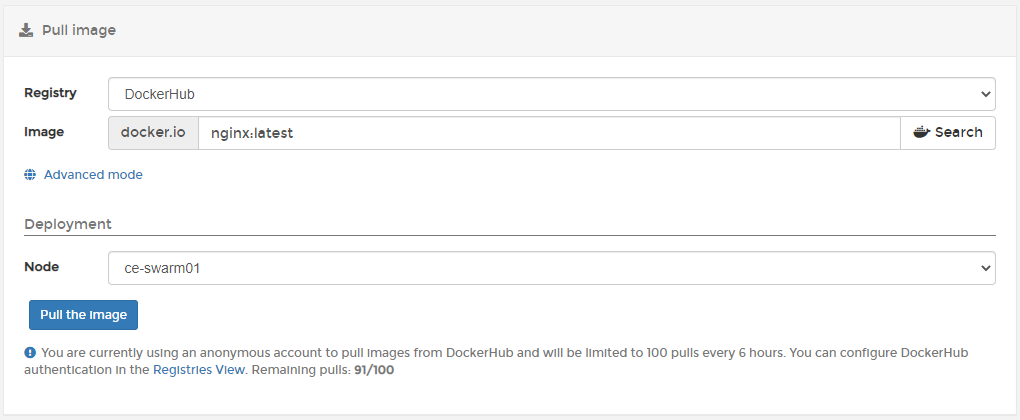 Pull image
Registry DockerHub
Image docker.io nginx:latest Search
Advanced mode
Deployment
Node ce-swarm01
Pull the image
You are currently using an anonymous account to pull images from DockerHub and will be limited to 100 pulls every 6 hours. You can configure DockerHub
authentication in the Registries View. Remaining pulls: 91/100